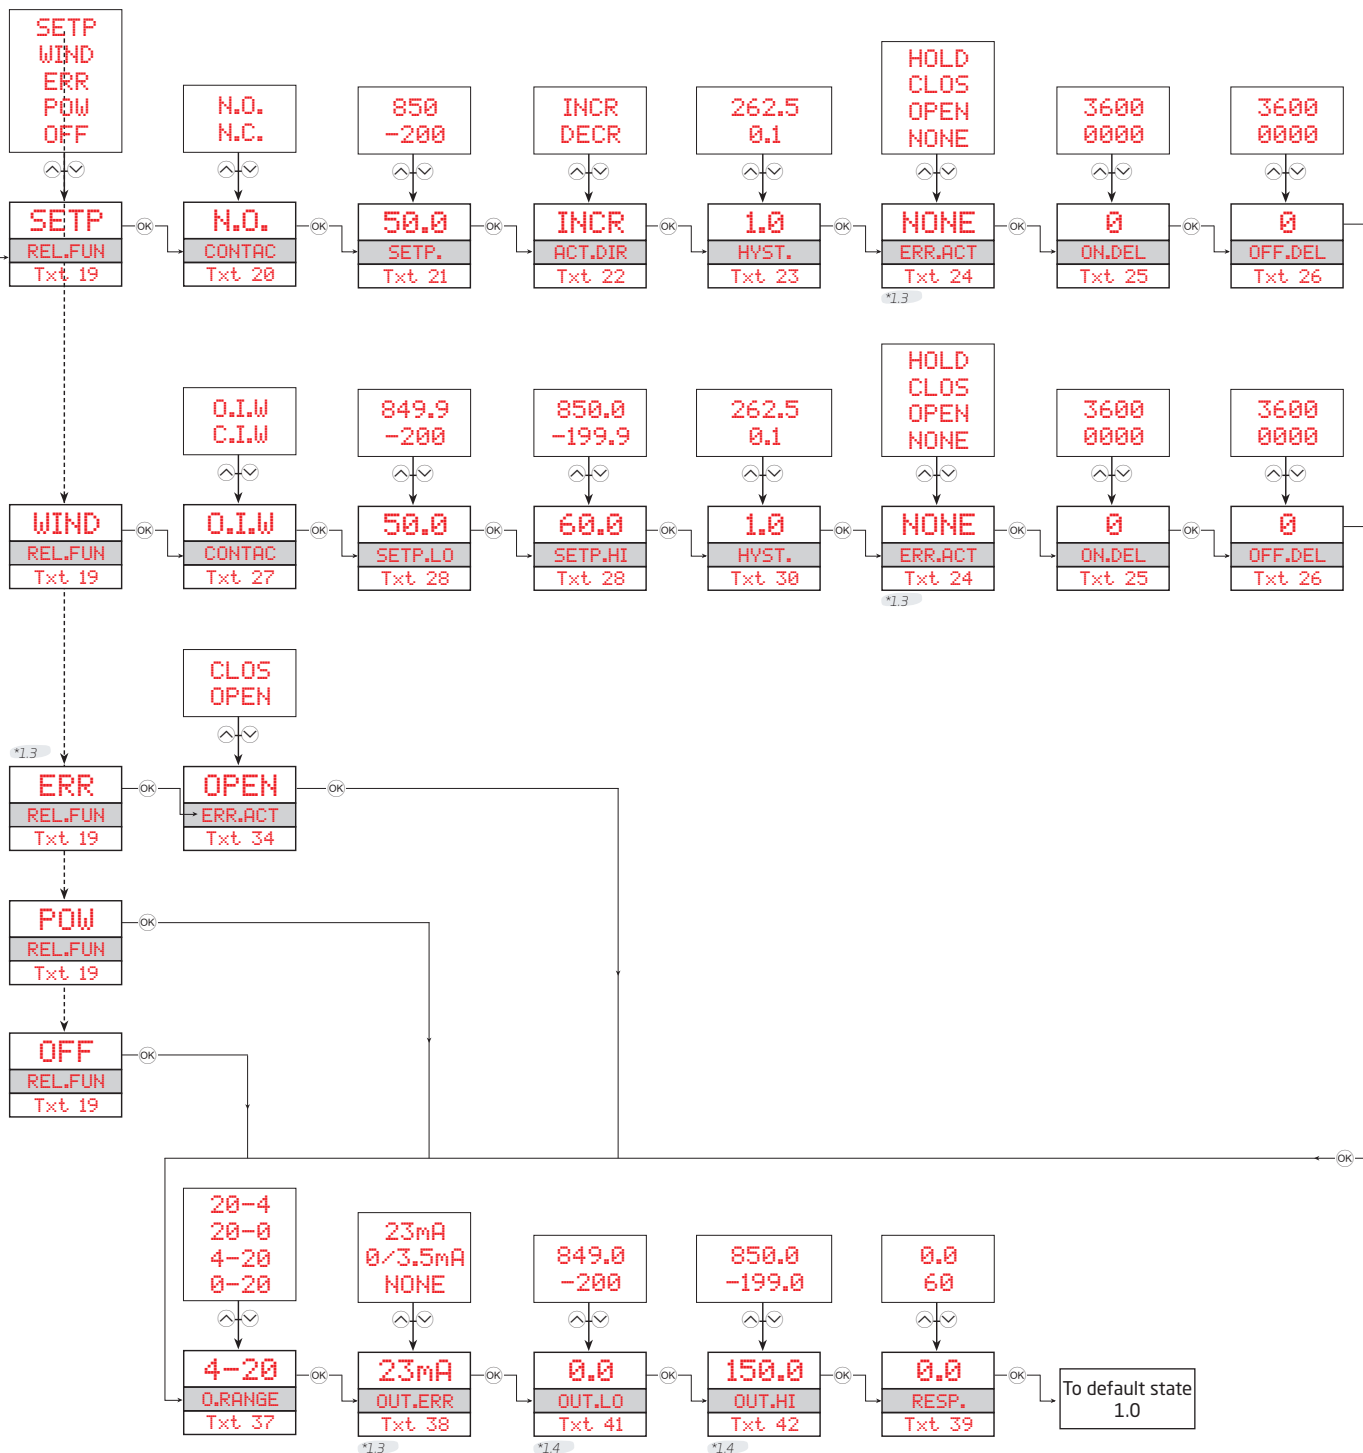 SETP
WIND
ERR
POW
OFF
N.O.
N.C.
850
-200
INCR
DECR
262.5
0.1
HOLD
CLOS
OPEN
NONE
3600
0000
3600
0000
SETP
REL.FUN
Txt 19
OK
N.O.
CONTAC
Txt 20
OK
50.0
SETP.
Txt 21
OK
INCR
ACT.DIR
Txt 22
OK
1.0
HYST.
Txt 23
OK
NONE
ERR.ACT
Txt 24
*1.3
OK
0
ON.DEL
Txt 25
OK
0
OFF.DEL
Txt 26
O.I.W
C.I.W
849.9
-200
850.0
-199.9
262.5
0.1
HOLD
CLOS
OPEN
NONE
3600
0000
3600
0000
WIND
REL.FUN
Txt 19
OK
O.I.W
CONTAC
Txt 27
OK
50.0
SETP.LO
Txt 28
OK
60.0
SETP.HI
Txt 28
OK
1.0
HYST.
Txt 30
OK
NONE
ERR.ACT
Txt 24
*1.3
OK
0
ON.DEL
Txt 25
OK
0
OFF.DEL
Txt 26
CLOS
OPEN
*1.3
ERR
REL.FUN
Txt 19
OK
OPEN
ERR.ACT
Txt 34
OK
POW
REL.FUN
Txt 19
OK
OFF
REL.FUN
Txt 19
OK
OK
20-4
20-0
4-20
0-20
23mA
0/3.5mA
NONE
849.0
-200
850.0
-199.0
0.0
60
4-20
O.RANGE
Txt 37
OK
23mA
OUT.ERR
Txt 38
*1.3
OK
0.0
OUT.LO
Txt 41
*1.4
OK
150.0
OUT.HI
Txt 42
*1.4
OK
0.0
RESP.
Txt 39
OK
To default state
1.0